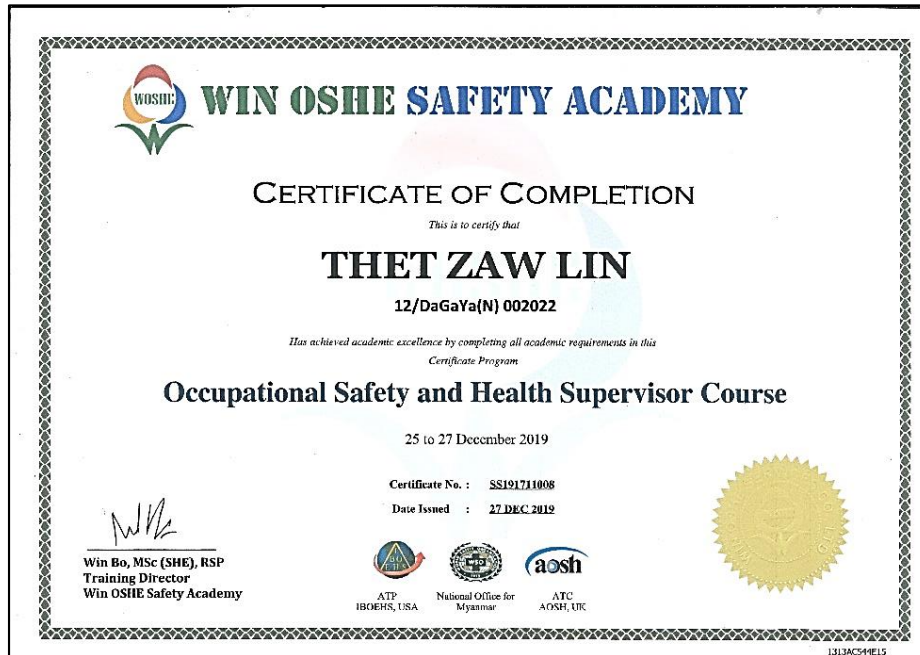 WOSHE WIN OSHE SAFETY ACADEMY
CERTIFICATE OF COMPLETION
This is to certify that
THET ZAW LIN
12/DaGaYa(N) 002022
Has achieved academic excellence by completing all academic requirements in this
Certificate Program
Occupational Safety and Health Supervisor Course
25 to 27 December 2019
Certificate No. : SS191711008
Date Issued : 27 DEC 2019
Win Bo, MSc (SHE), RSP
Training Director
Win OSHE Safety Academy
WSO
aosh
ATP
IBOEHS, USA
National Office for
Myanmar
ATC
AOSH, UK
1313AC544E15